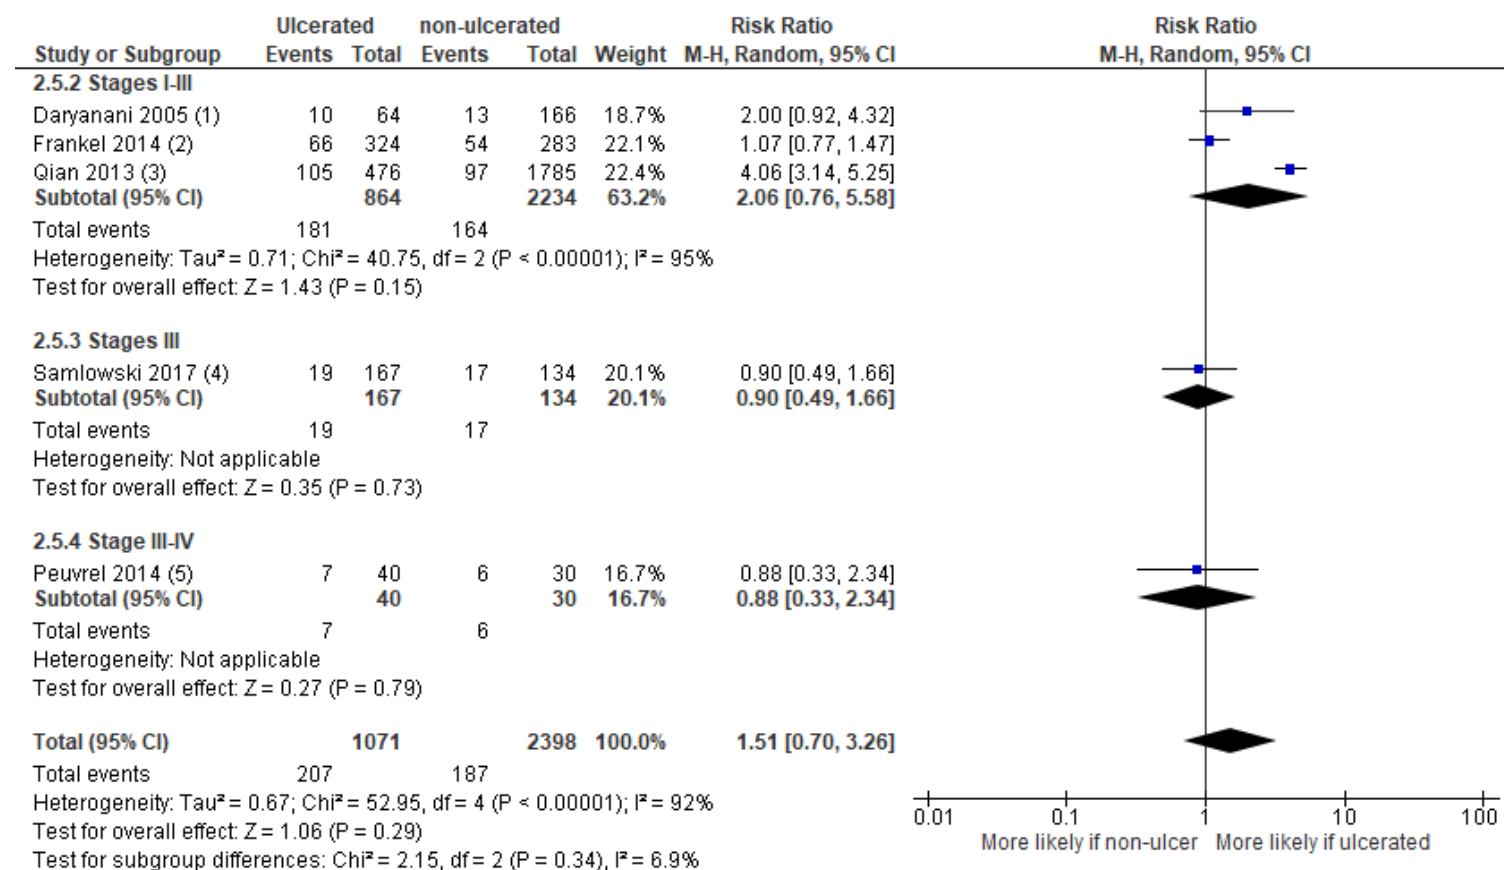 Ulcerated non-ulcerated Risk Ratio Risk Ratio
Study or Subgroup Events Total Events Total Weight M-H, Random, 95% CI M-H, Random, 95% CI
2.5.2 Stages I-III
Daryanani 2005 (1) 10 64 13 166 18.7% 2.00 [0.92, 4.32]
Frankel 2014 (2) 66 324 54 283 22.1% 1.07 [0.77, 1.47]
Qian 2013 (3) 105 476 97 1785 22.4% 4.06 [3.14, 5.25]
Subtotal (95% CI) 864 2234 63.2% 2.06 [0.76, 5.58]
Total events 181 164
Heterogeneity: Tau² = 0.71; Chi² = 40.75, df = 2 (P < 0.00001); I² = 95%
Test for overall effect: Z = 1.43 (P = 0.15)
2.5.3 Stages III
Samlowski 2017 (4) 19 167 17 134 20.1% 0.90 [0.49, 1.66]
Subtotal (95% CI) 167 134 20.1% 0.90 [0.49, 1.66]
Total events 19 17
Heterogeneity: Not applicable
Test for overall effect: Z = 0.35 (P = 0.73)
2.5.4 Stage III-IV
Peuvrel 2014 (5) 7 40 6 30 16.7% 0.88 [0.33, 2.34]
Subtotal (95% CI) 40 30 16.7% 0.88 [0.33, 2.34]
Total events 7 6
Heterogeneity: Not applicable
Test for overall effect: Z = 0.27 (P = 0.79)
Total (95% CI) 1071 2398 100.0% 1.51 [0.70, 3.26]
Total events 207 187
Heterogeneity: Tau² = 0.67; Chi² = 52.95, df = 4 (P < 0.00001); I² = 92%
Test for overall effect: Z = 1.06 (P = 0.29)
Test for subgroup differences: Chi² = 2.15, df = 2 (P = 0.34), I² = 6.9%
0.01 0.1 1 10 100
More likely if non-ulcer More likely if ulcerated